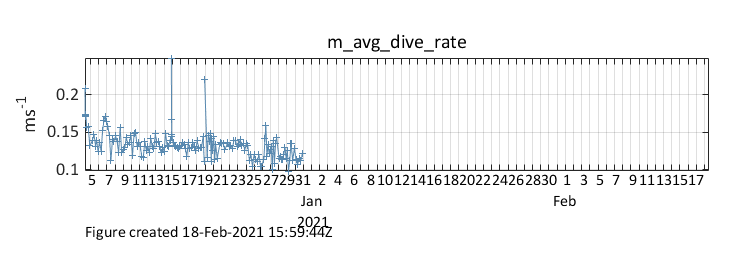 m_avg_dive_rate
ms-1
0.2
0.15
0.1
5 7 9 11 13 15 17 19 21 23 25 27 29 31 2 4 6 8 10 12 14 16 18 20 22 24 26 28 30 1 3 5 7 9 11 13 15 17
Jan Feb
2021
Figure created 18-Feb-2021 15:59:44Z